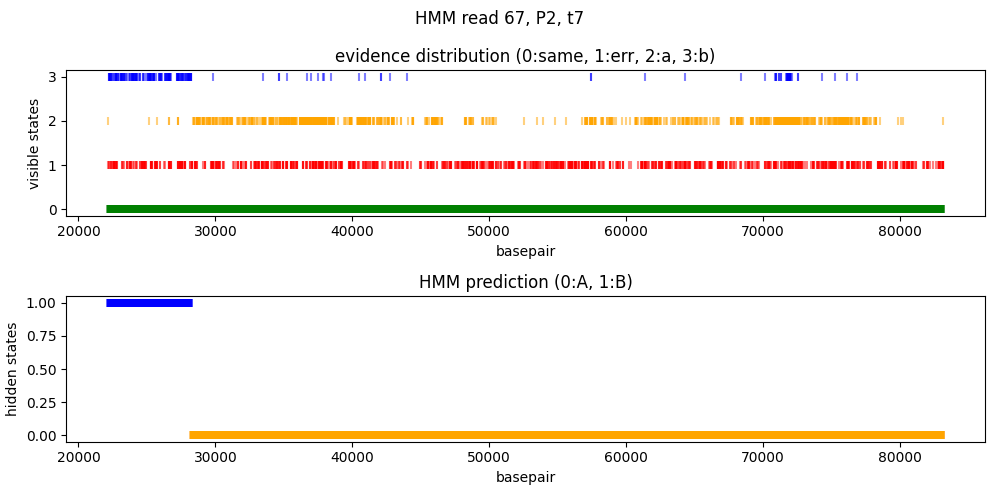 HMM read 67, P2, t7
evidence distribution (0:same, 1:err, 2:a, 3:b)
visible states
3
2
1
0
20000 30000 40000 50000 60000 70000 80000
basepair
HMM prediction (0:A, 1:B)
hidden states
1.00
0.75
0.50
0.25
0.00
20000 30000 40000 50000 60000 70000 80000
basepair